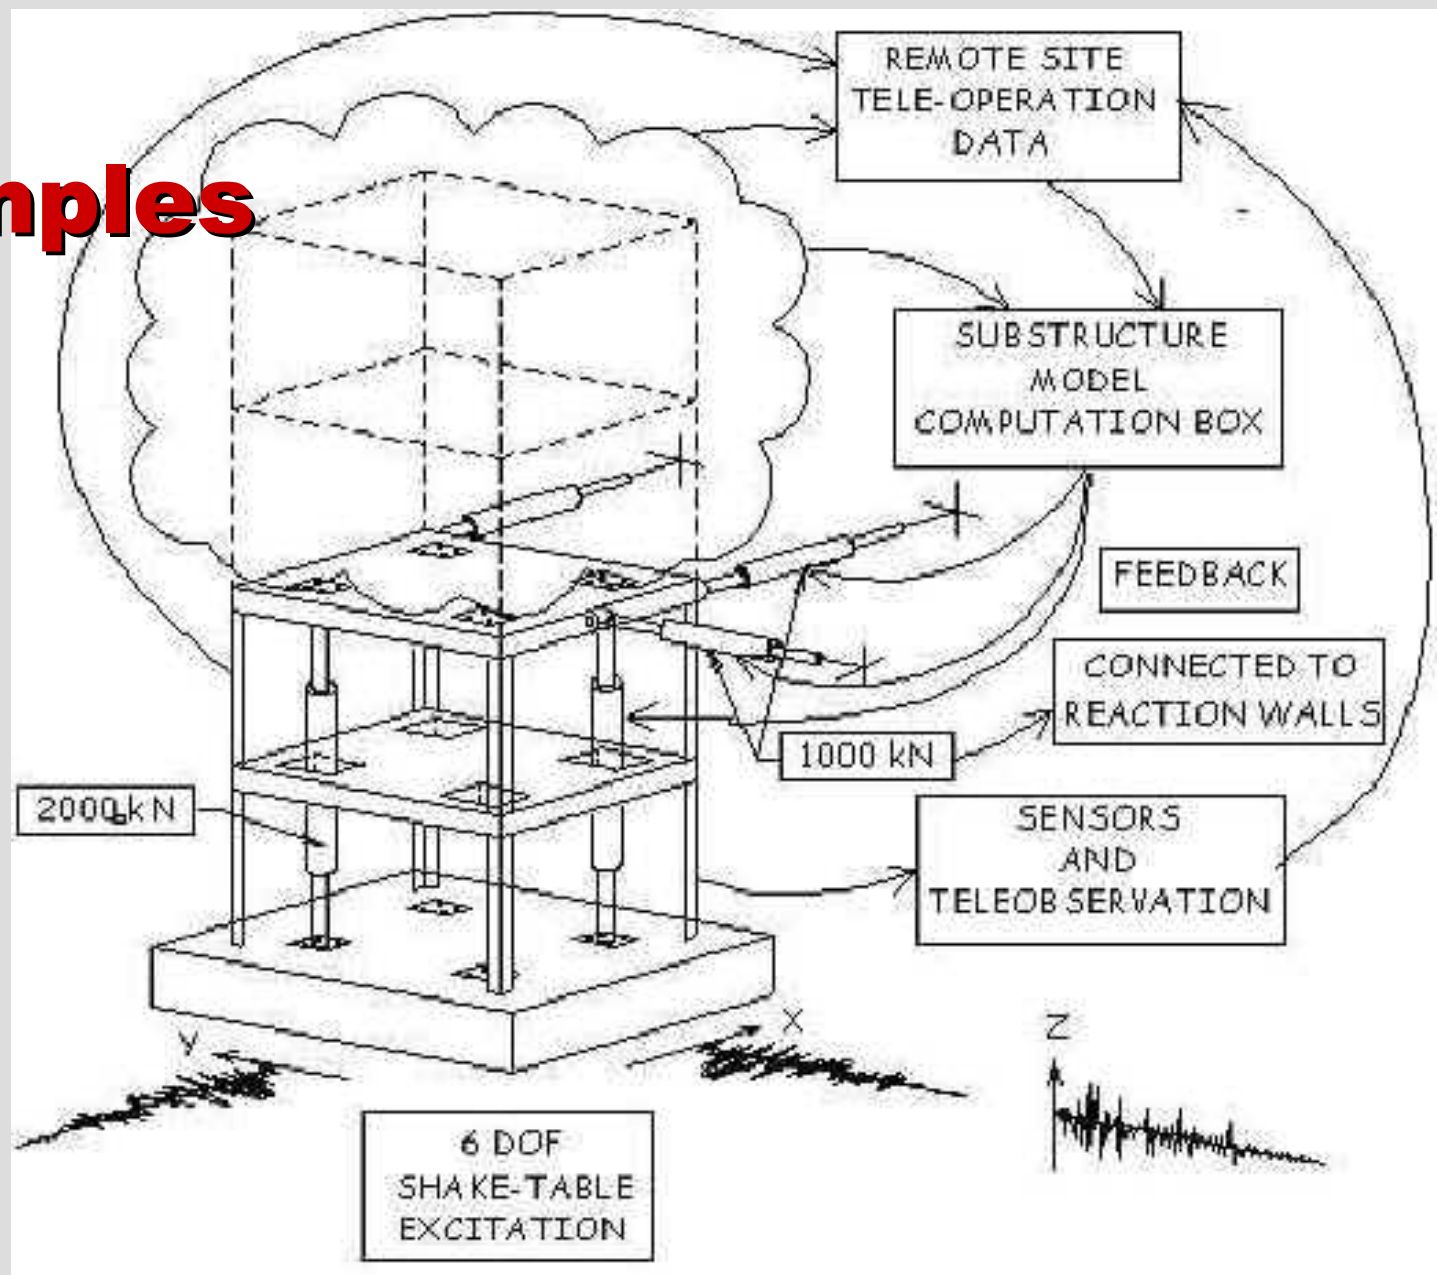 REMOTE SITE
TELE-OPERATION
DATA
mples
SUBSTRUCTURE
MODEL
COMPUTATION BOX
FEEDBACK
CONNECTED TO
REACTION WALLS
1000 kN
2000 kN
SENSORS
AND
TELEOBSERVATION
X
Y
Z
6 DOF
SHAKE-TABLE
EXCITATION